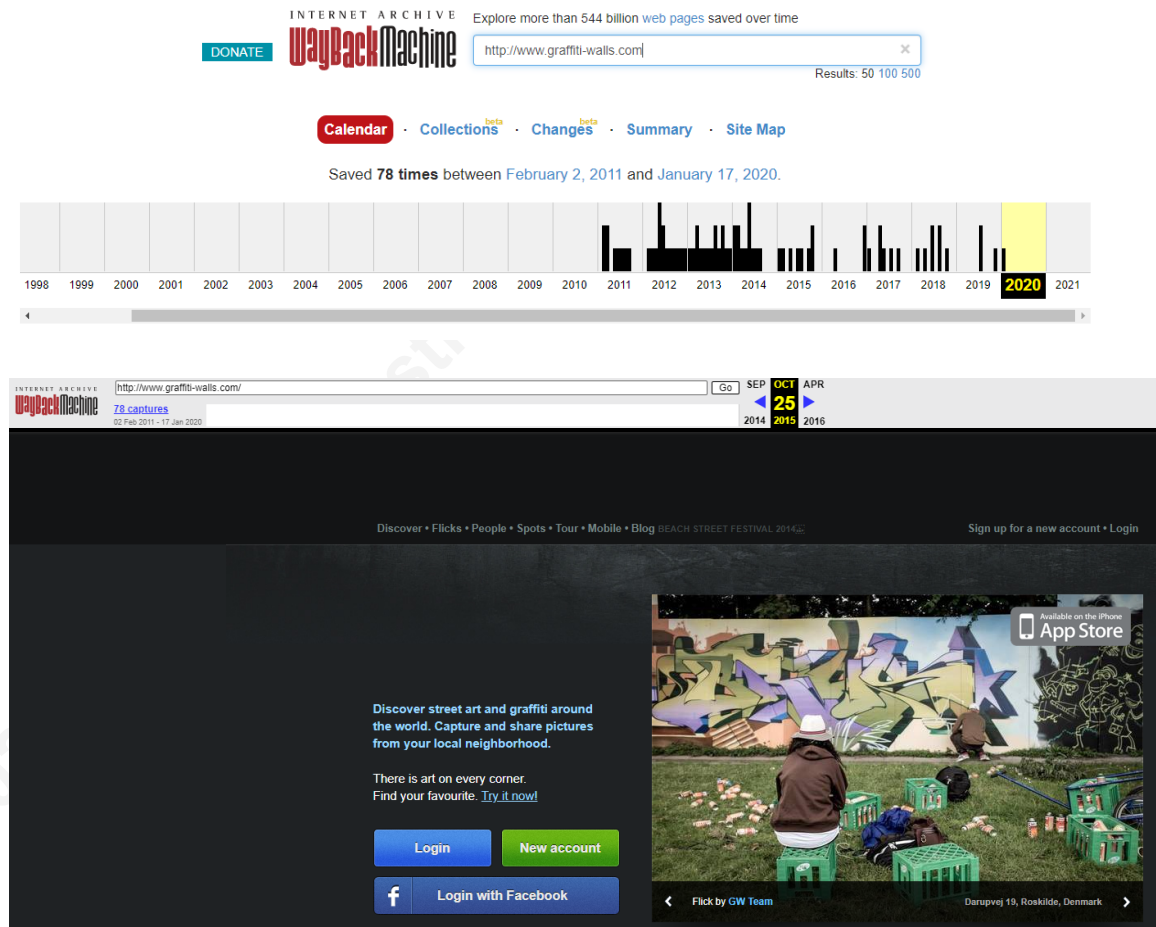 INTERNET ARCHIVE
WayBackMachine
DONATE
Explore more than 544 billion web pages saved over time
http://www.graffiti-walls.com
×
Results: 50 100 500
Calendar · Collections beta · Changes beta · Summary · Site Map
Saved 78 times between February 2, 2011 and January 17, 2020.
1998 1999 2000 2001 2002 2003 2004 2005 2006 2007 2008 2009 2010 2011 2012 2013 2014 2015 2016 2017 2018 2019 2020 2021
INTERNET ARCHIVE
WayBackMachine
http://www.graffiti-walls.com/
Go
78 captures
02 Feb 2011 - 17 Jan 2020
SEP OCT APR
25
2014 2015 2016
Discover • Flicks • People • Spots • Tour • Mobile • Blog BEACH STREET FESTIVAL 2014
Sign up for a new account • Login
Available on the iPhone
App Store
Discover street art and graffiti around
the world. Capture and share pictures
from your local neighborhood.
There is art on every corner.
Find your favourite. Try it now!
Login
New account
f Login with Facebook
Flick by GW Team
Darupvej 19, Roskilde, Denmark